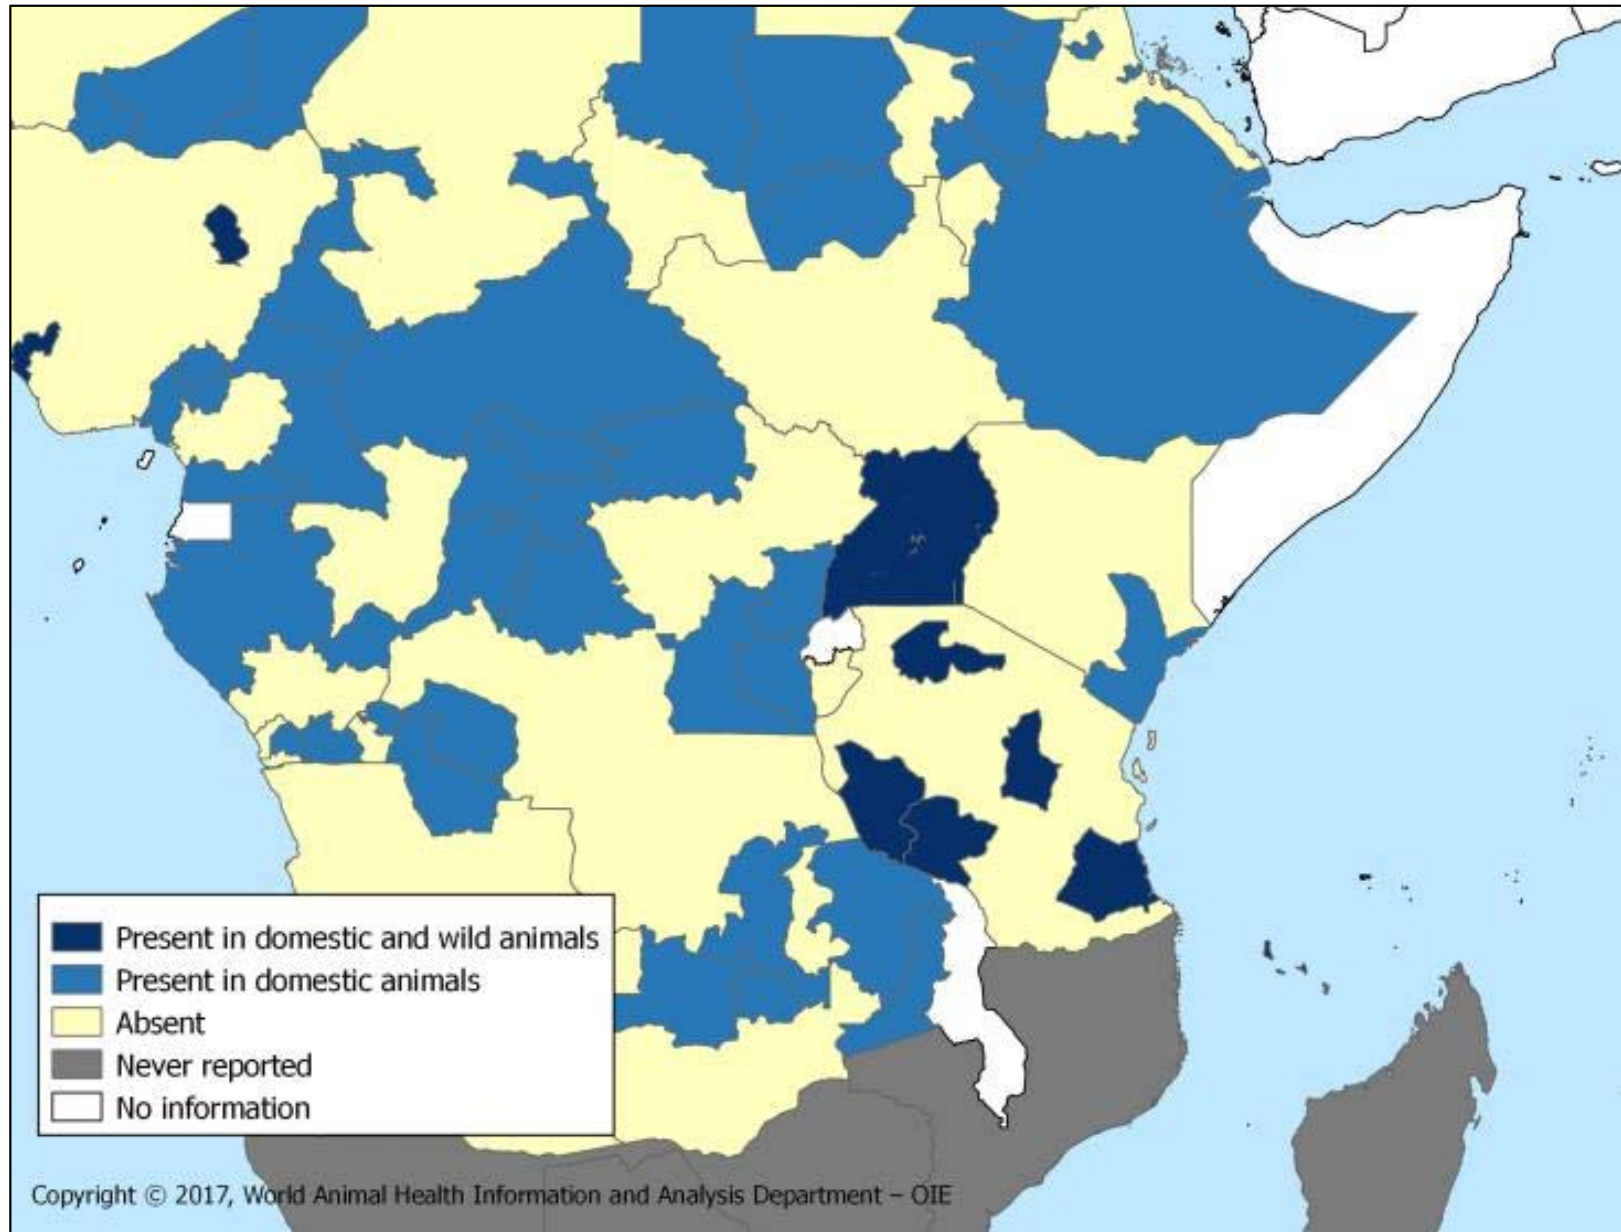 Present in domestic and wild animals
Present in domestic animals
Absent
Never reported
No information
Copyright © 2017, World Animal Health Information and Analysis Department – OIE